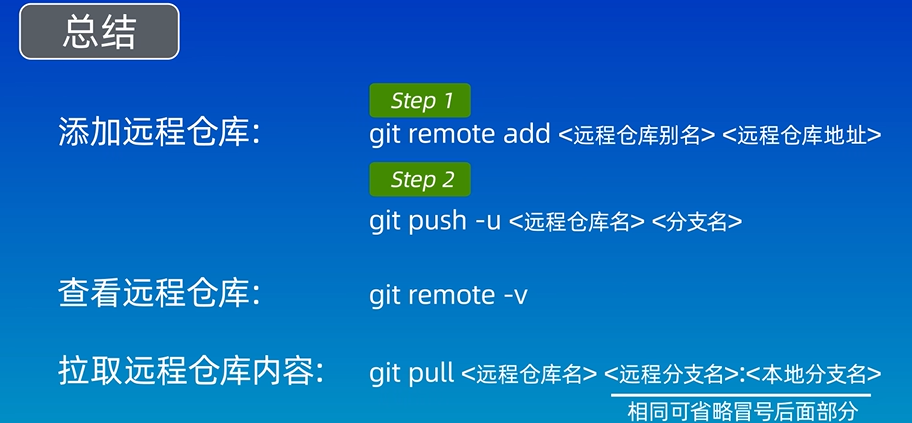 总结
Step 1
添加远程仓库: git remote add <远程仓库别名> <远程仓库地址>
Step 2
git push -u <远程仓库名> <分支名>
查看远程仓库: git remote -v
拉取远程仓库内容: git pull <远程仓库名> <远程分支名>:<本地分支名>
相同可省略冒号后面部分